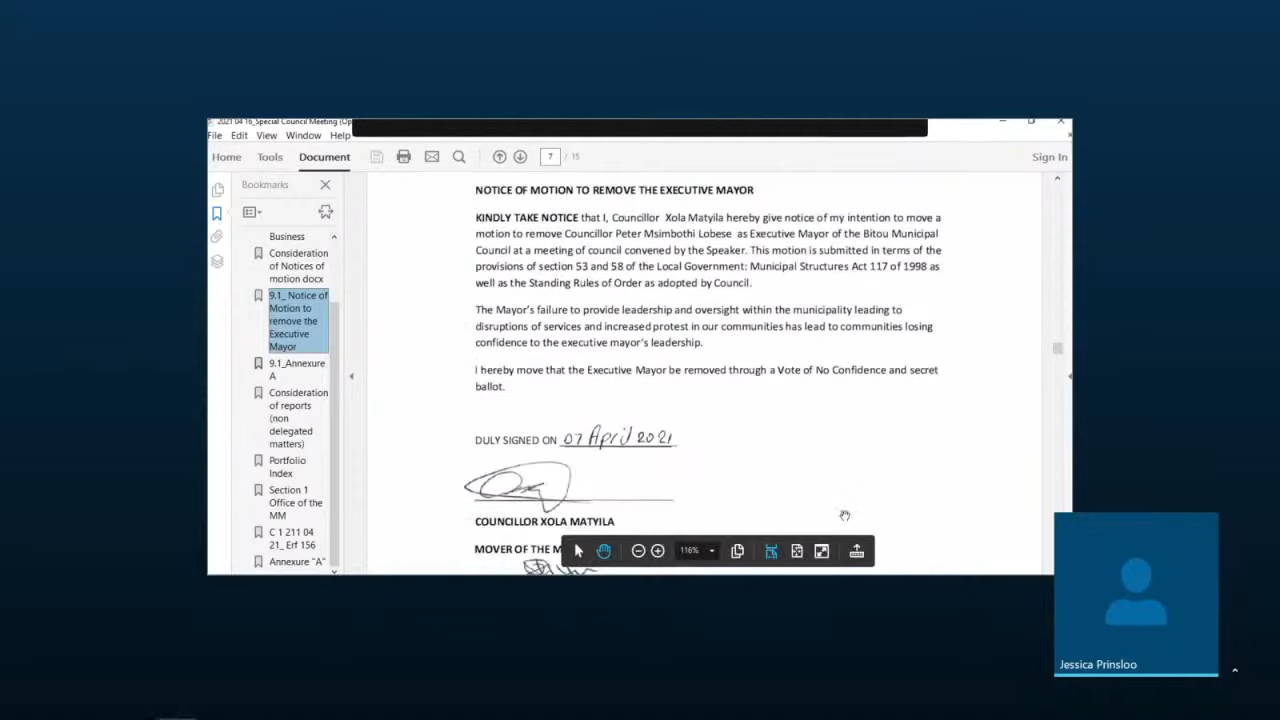 2021 04 16_Special Council Meeting (Op
File Edit View Window Help
Home Tools Document 7 / 15 Sign In
Bookmarks
Business
Consideration
of Notices of
motion docx
9.1_ Notice of
Motion to
remove the
Executive
Mayor
9.1_Annexure
A
Consideration
of reports
(non
delegated
matters)
Portfolio
Index
Section 1
Office of the
MM
C 1 211 04
21_ Erf 156
Annexure "A"
NOTICE OF MOTION TO REMOVE THE EXECUTIVE MAYOR
KINDLY TAKE NOTICE that I, Councillor Xola Matyila hereby give notice of my intention to move a
motion to remove Councillor Peter Msimbothi Lobese as Executive Mayor of the Bitou Municipal
Council at a meeting of council convened by the Speaker. This motion is submitted in terms of the
provisions of section 53 and 58 of the Local Government: Municipal Structures Act 117 of 1998 as
well as the Standing Rules of Order as adopted by Council.
The Mayor's failure to provide leadership and oversight within the municipality leading to
disruptions of services and increased protest in our communities has lead to communities losing
confidence to the executive mayor's leadership.
I hereby move that the Executive Mayor be removed through a Vote of No Confidence and secret
ballot.
DULY SIGNED ON 07 April 2021
COUNCILLOR XOLA MATYILA
MOVER OF THE M
116%
Jessica Prinsloo